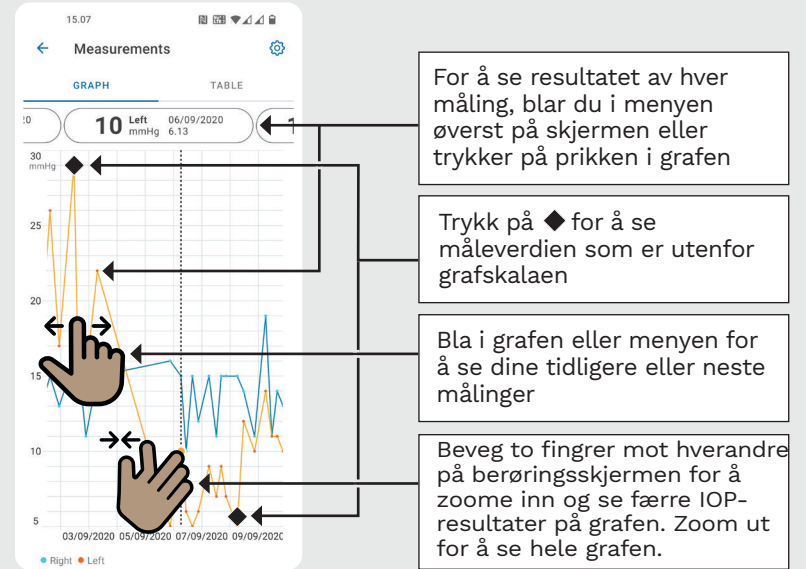 15.07
Measurements
GRAPH TABLE
10 Left 06/09/2020
mmHg 6.13
30
mmHg
25
20
15
10
5
03/09/2020 05/09/2020 07/09/2020 09/09/202
Right Left
For å se resultatet av hver
måling, blar du i menyen
øverst på skjermen eller
trykker på prikken i grafen
Trykk på ◆ for å se
måleverdien som er utenfor
grafskalaen
Bla i grafen eller menyen for
å se dine tidligere eller neste
målinger
Beveg to fingrer mot hverandre
på berøringsskjermen for å
zoome inn og se færre IOP-
resultater på grafen. Zoom ut
for å se hele grafen.